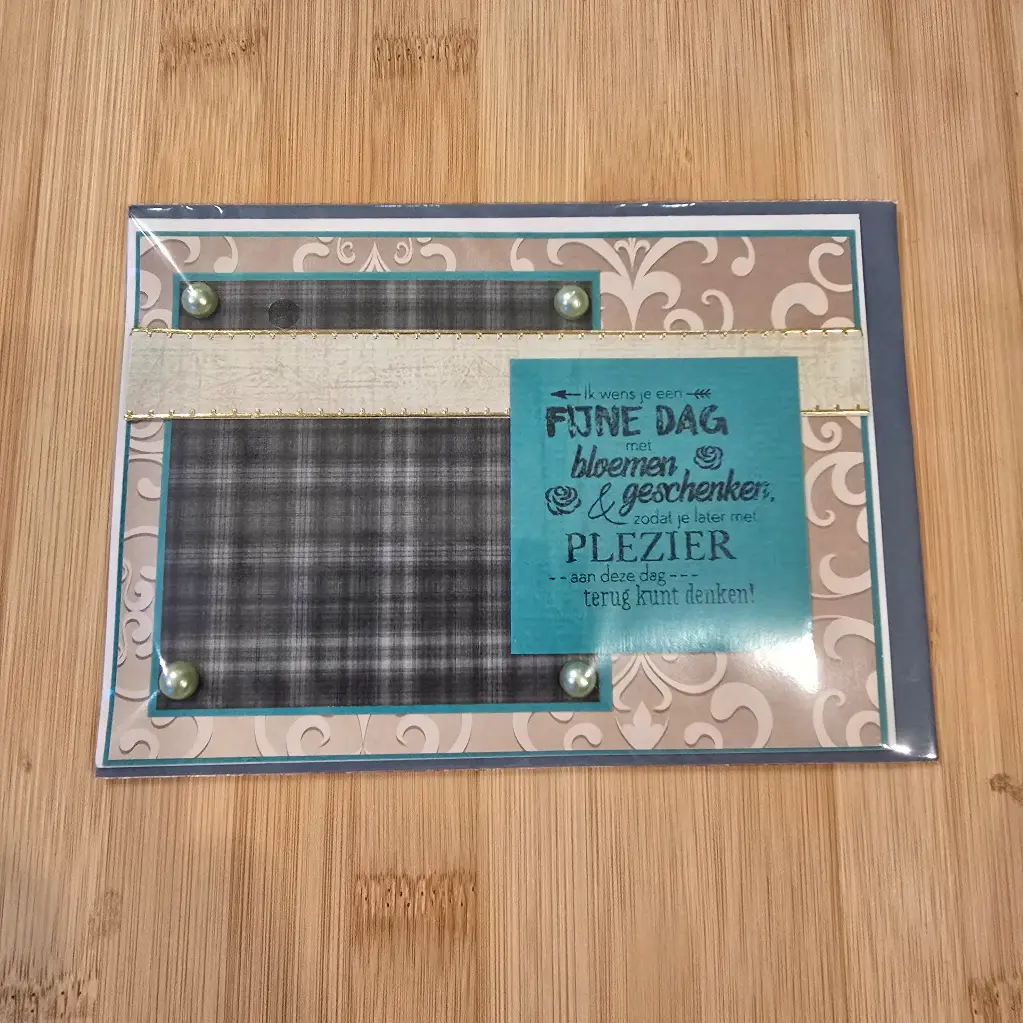 Ik wens je een
FIJNE DAG
met
bloemen
& geschenken,
zodat je later met
PLEZIER
-- aan deze dag ---
terug kunt denken!